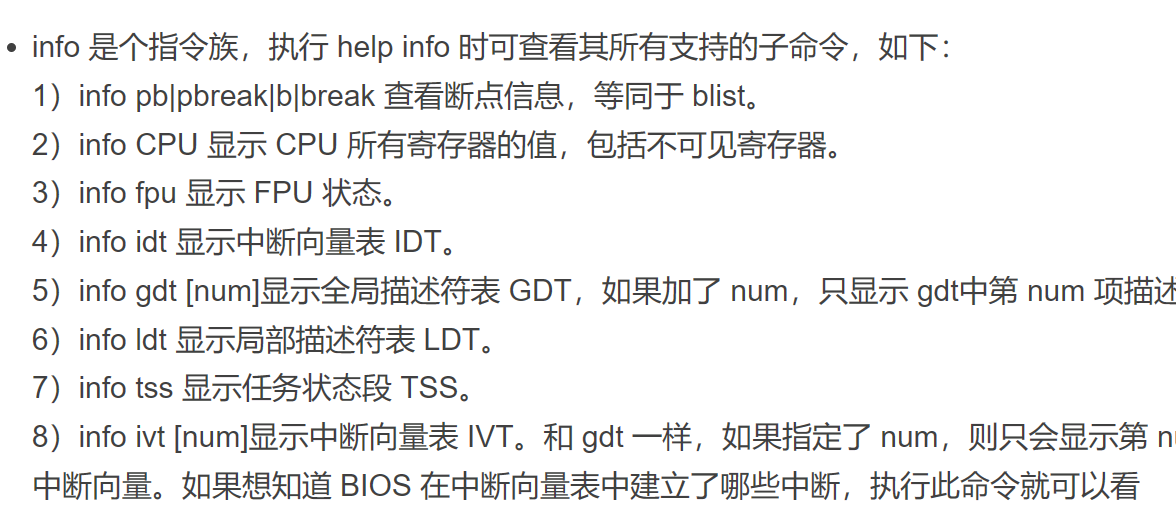 • info 是个指令族，执行 help info 时可查看其所有支持的子命令，如下：
1）info pb|pbreak|b|break 查看断点信息，等同于 blist。
2）info CPU 显示 CPU 所有寄存器的值，包括不可见寄存器。
3）info fpu 显示 FPU 状态。
4）info idt 显示中断向量表 IDT。
5）info gdt [num]显示全局描述符表 GDT，如果加了 num，只显示 gdt中第 num 项描述
6）info ldt 显示局部描述符表 LDT。
7）info tss 显示任务状态段 TSS。
8）info ivt [num]显示中断向量表 IVT。和 gdt 一样，如果指定了 num，则只会显示第
中断向量。如果想知道 BIOS 在中断向量表中建立了哪些中断，执行此命令就可以看